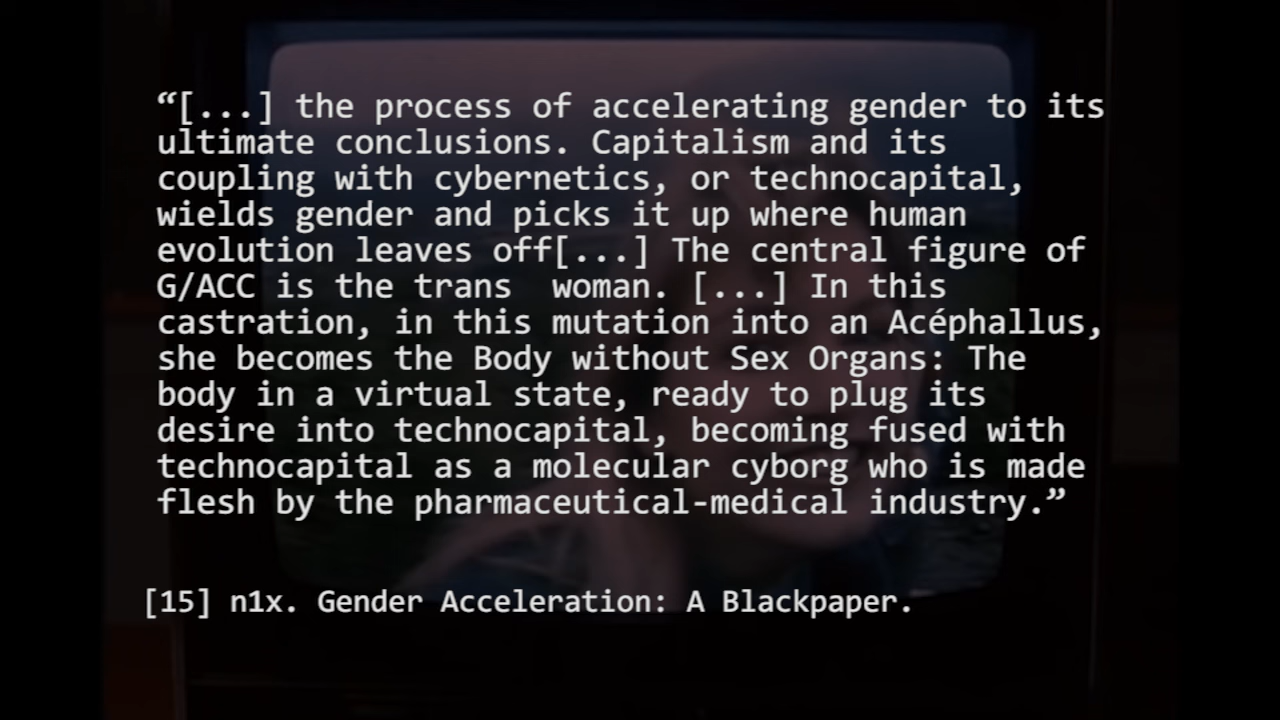 “[...] the process of accelerating gender to its
ultimate conclusions. Capitalism and its
coupling with cybernetics, or technocapital,
wields gender and picks it up where human
evolution leaves off[...] The central figure of
G/ACC is the trans  woman. [...] In this
castration, in this mutation into an Acéphallus,
she becomes the Body without Sex Organs: The
body in a virtual state, ready to plug its
desire into technocapital, becoming fused with
technocapital as a molecular cyborg who is made
flesh by the pharmaceutical-medical industry.”
[15] n1x. Gender Acceleration: A Blackpaper.